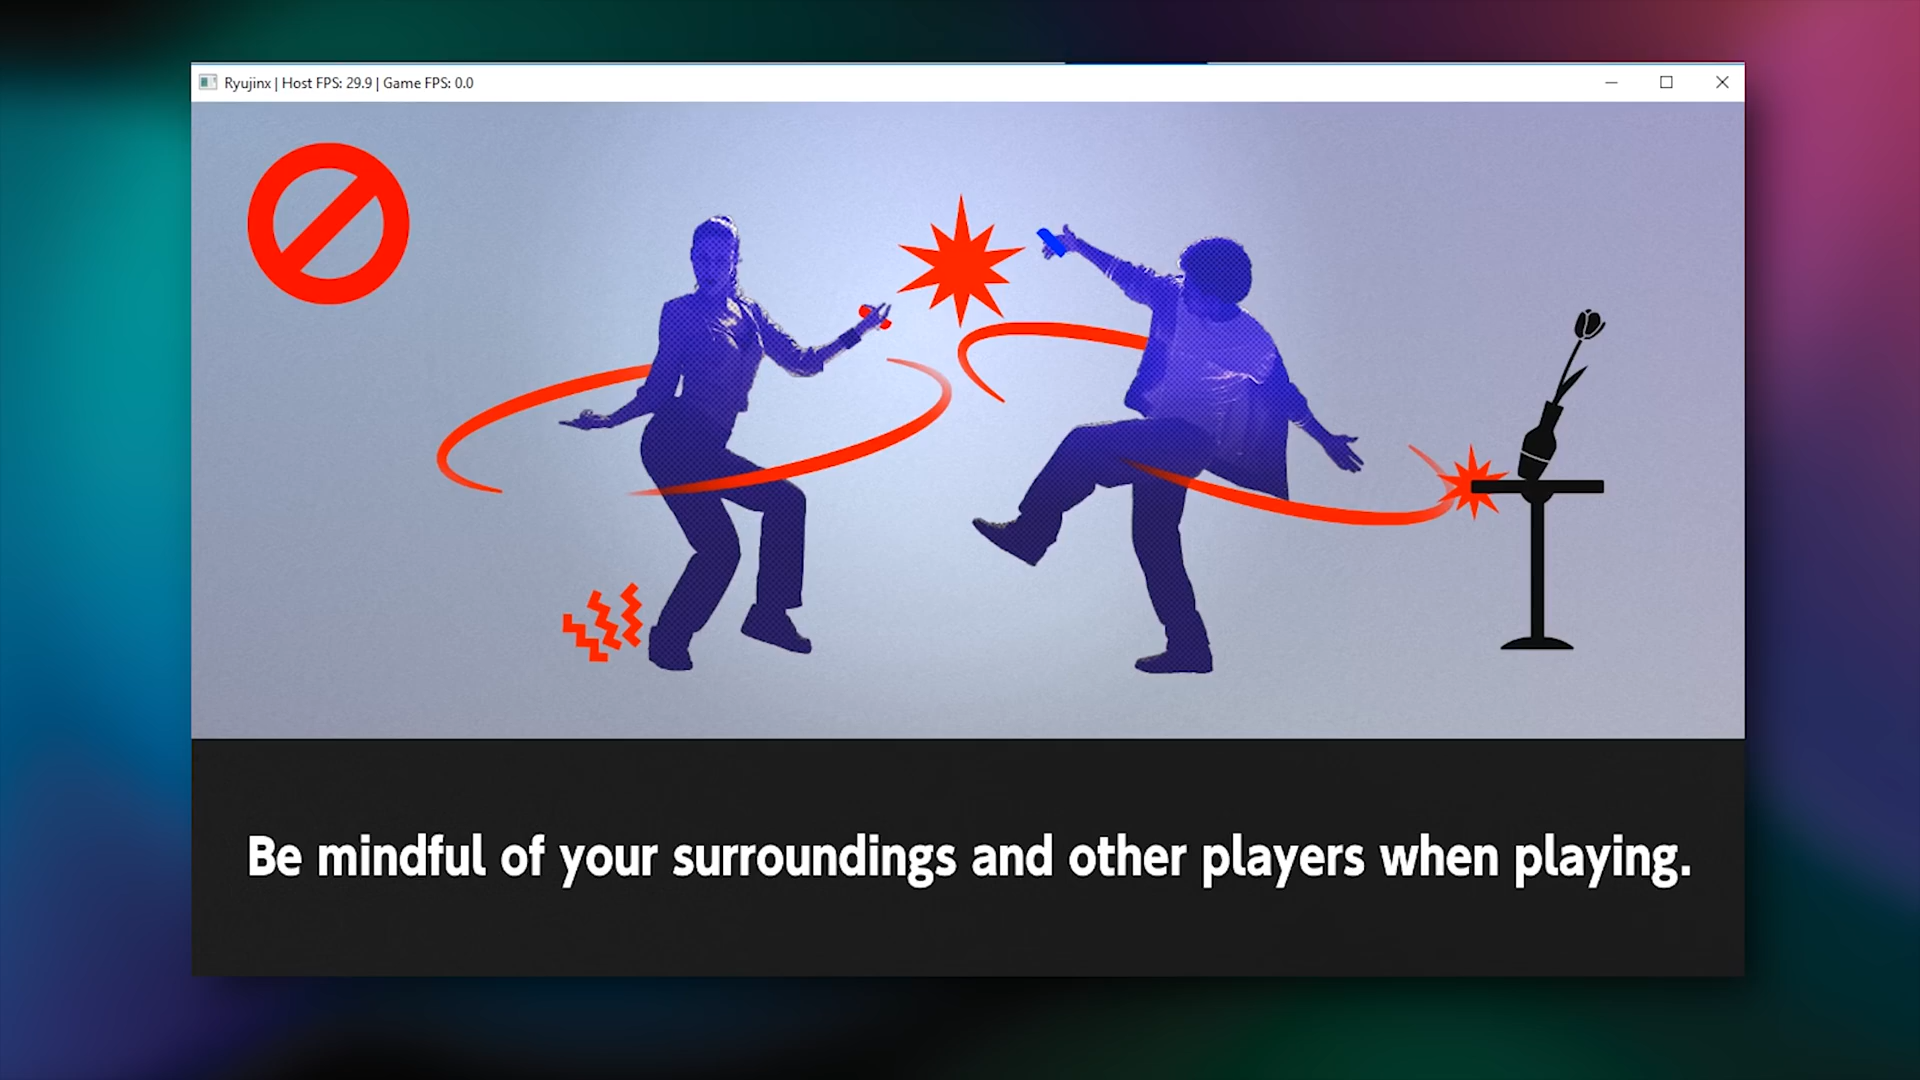 Ryujinx | Host FPS: 29.9 | Game FPS: 0.0
Be mindful of your surroundings and other players when playing.